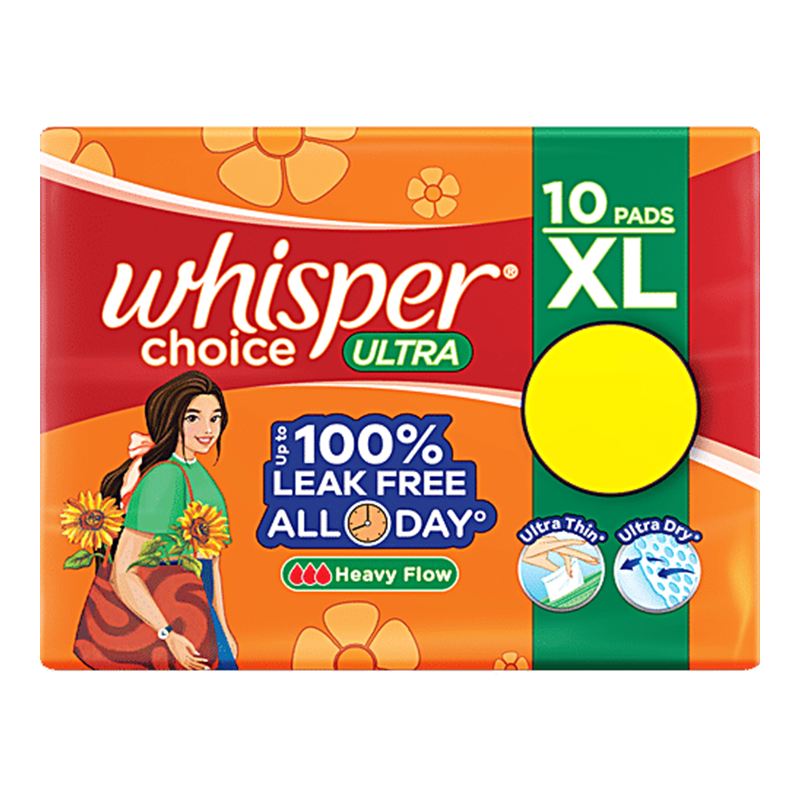 whisper®
choice ULTRA
10 PADS
XL
Up to 100%
LEAK FREE
ALL DAY°
Heavy Flow
Ultra Thin*
Ultra Dry*